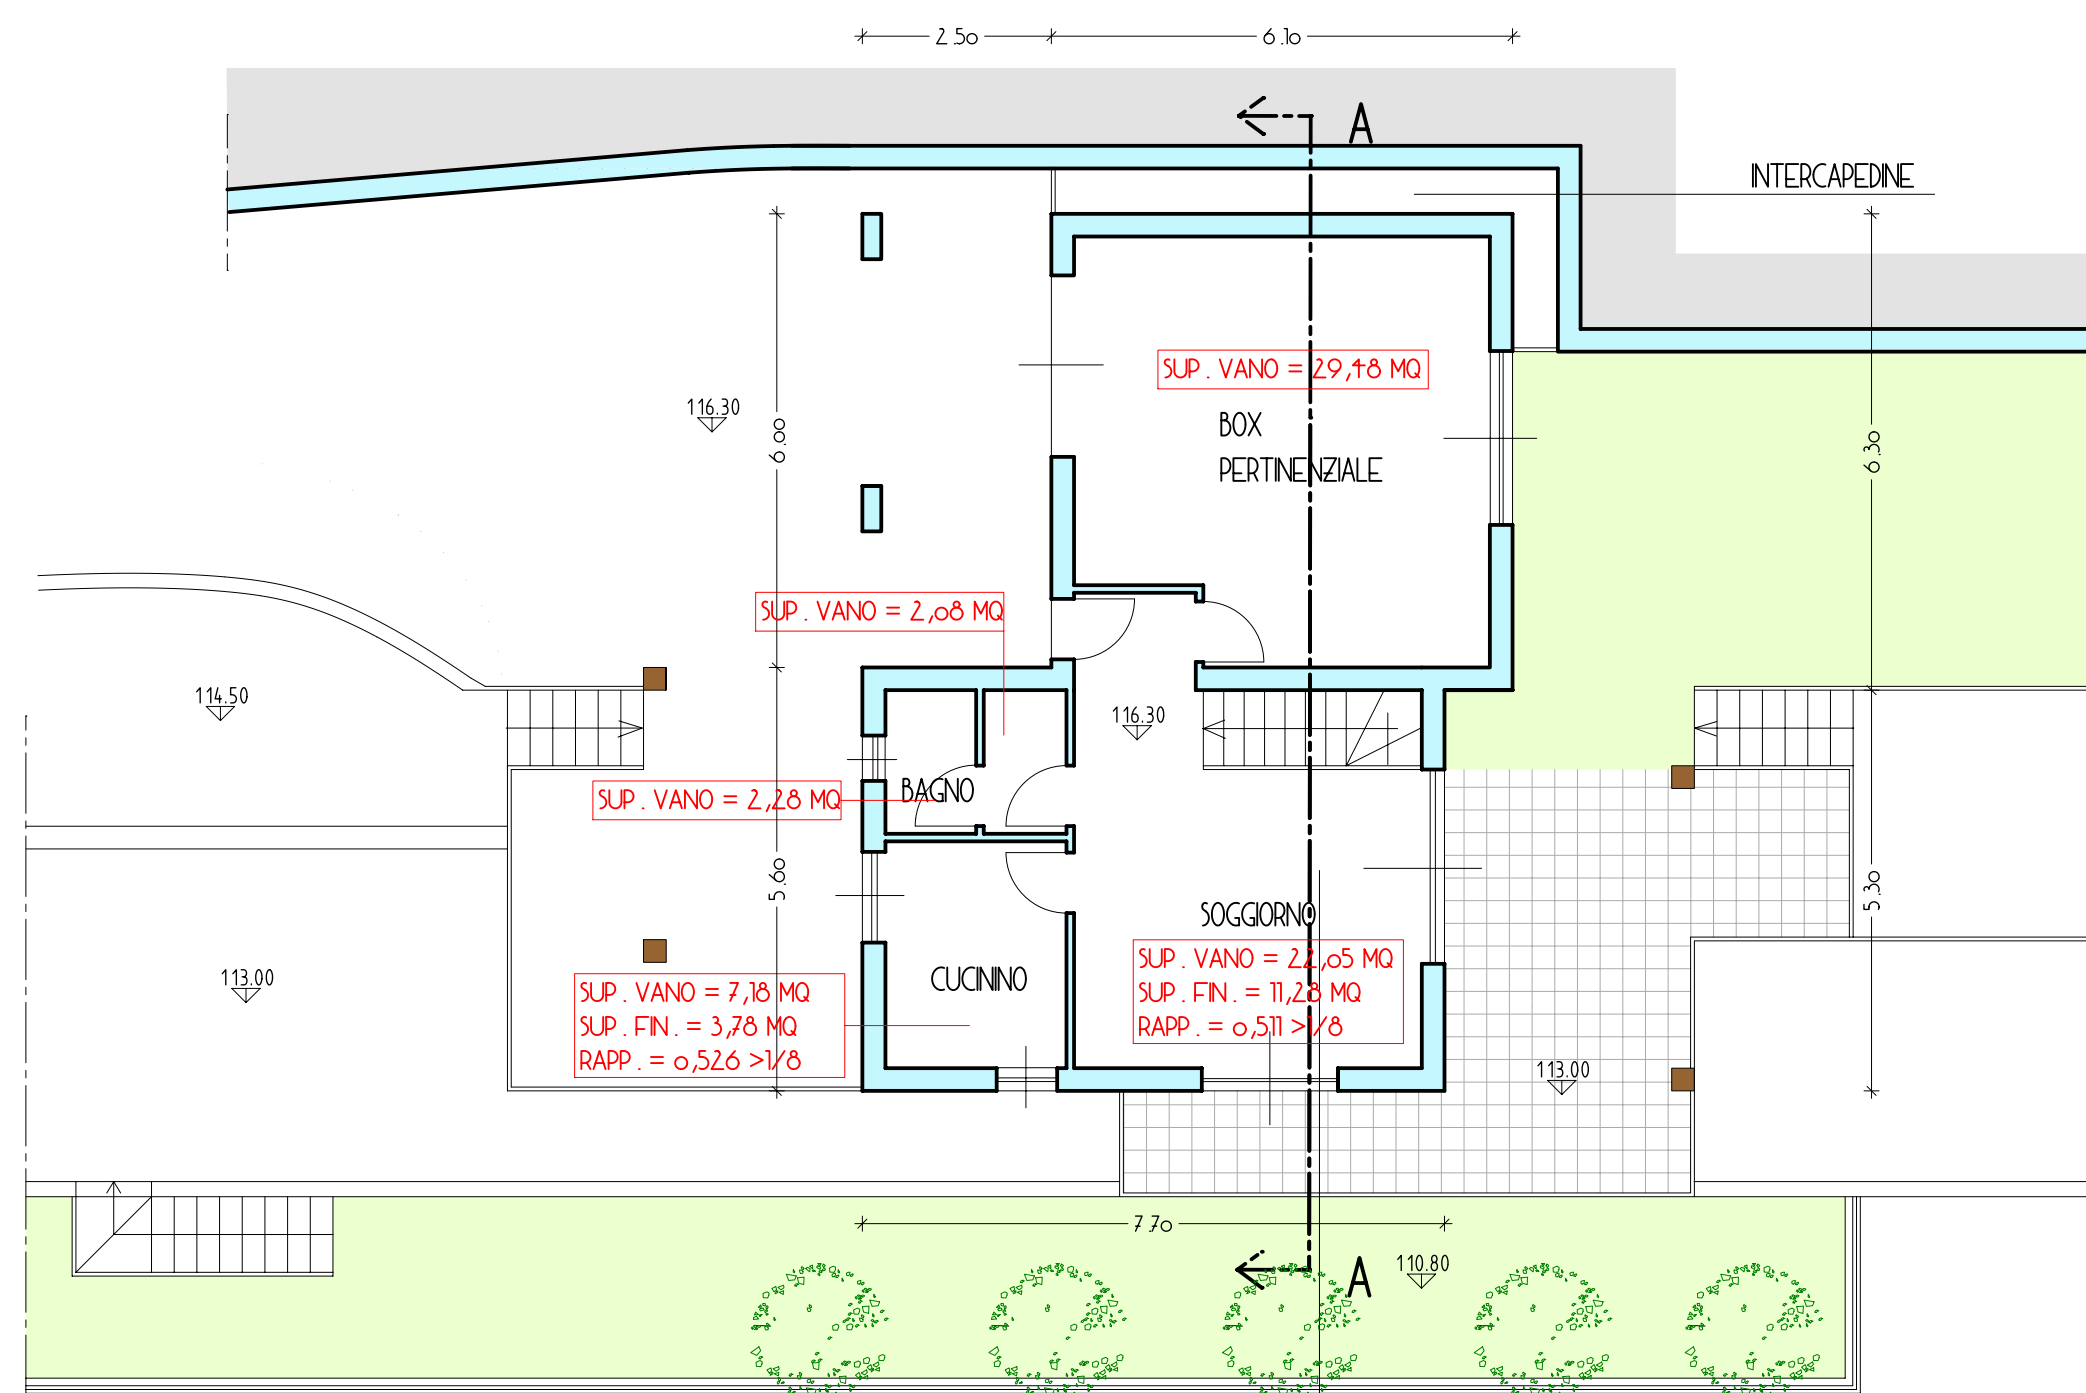 2.50
6.10
A
INTERCAPEDINE
SUP. VANO = 29,48 MQ
116.30
6.00
BOX
PERTINENZIALE
6.30
SUP. VANO = 2,08 MQ
114.50
116.30
SUP. VANO = 2,28 MQ
BAGNO
5.60
5.30
SOGGIORNO
SUP. VANO = 22,05 MQ
SUP. FIN. = 11,28 MQ
RAPP. = 0,511 >1/8
113.00
CUCININO
SUP. VANO = 7,18 MQ
SUP. FIN. = 3,78 MQ
RAPP. = 0,526 >1/8
113.00
7.70
A
110.80